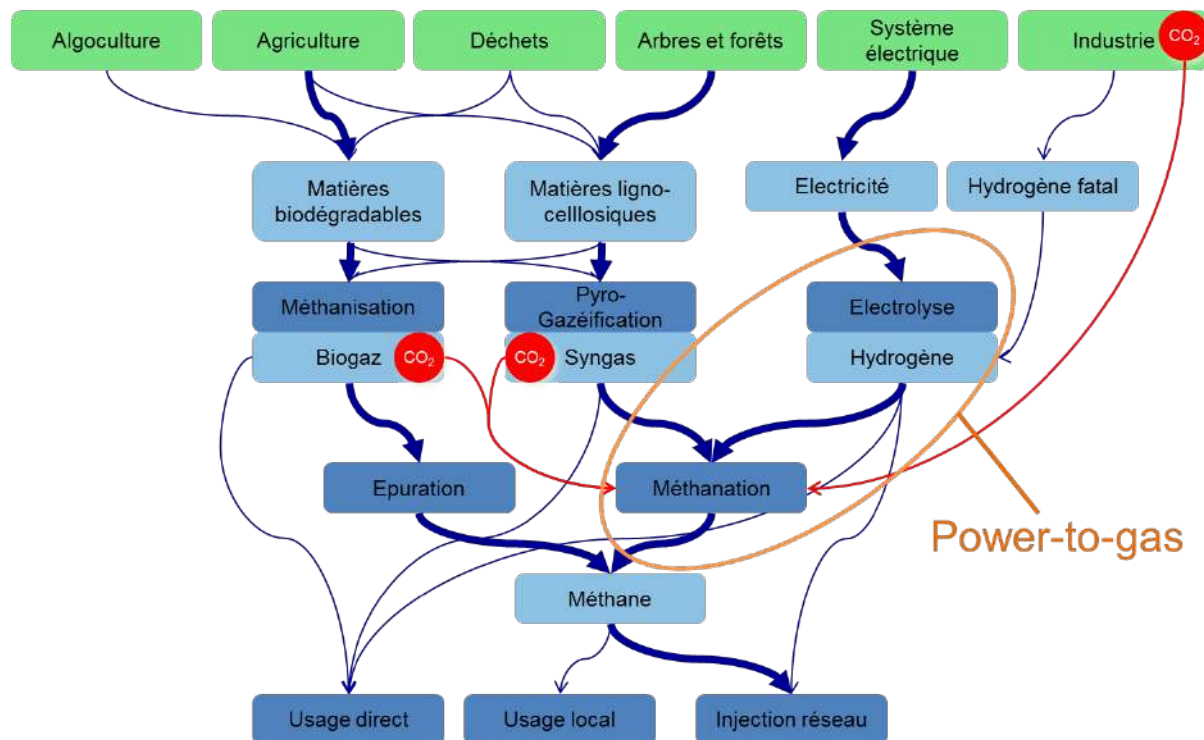 Algoculture
Agriculture
Déchets
Arbres et forêts
Système
électrique
Industrie
CO2
Matières
biodégradables
Matières ligno-
celllosiques
Electricité
Hydrogène fatal
Méthanisation
Pyro-
Gazéification
Electrolyse
Biogaz
CO2
CO2
Syngas
Hydrogène
Epuration
Méthanation
Power-to-gas
Méthane
Usage direct
Usage local
Injection réseau